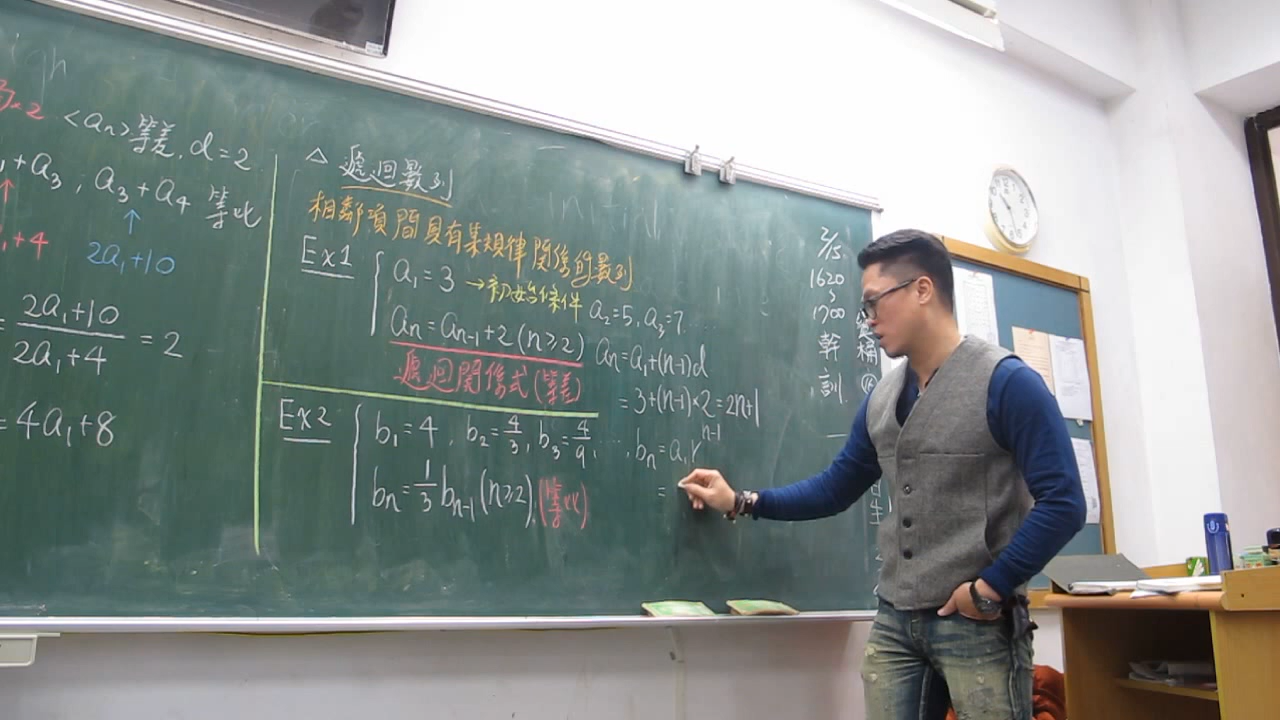 <an>等差, d=2
+a₃, a₃+a₄ 等比
2a₁+10
2a₁+10
2a₁+4
= 2
= 4a₁+8
△ 遞迴數列
相鄰項間具有某規律關係的數列
Ex1
a₁=3 →初始條件
aₙ=aₙ₋₁+2 (n≥2)
遞迴關係式(等差)
a₂=5, a₃=7 ...
aₙ=a₁+(n-1)d
=3+(n-1)×2=2n+1
Ex2
b₁=4, b₂=4/3, b₃=4/9, ...
bₙ=1/3 bₙ₋₁ (n≥2), (等比)
, bₙ=a₁rⁿ⁻¹
=
2/15
1620
1700
幹
訓